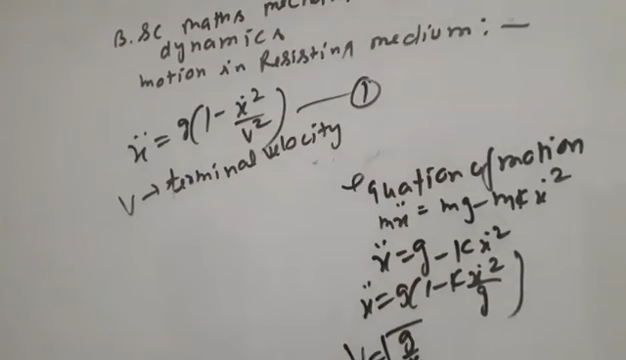 B.SC maths
dynamics
motion in Resisting medium: —
ẍ = g(1 - ẋ²/V²) — ①
V → terminal velocity
Equation of motion
mẍ = mg - mKẋ²
ẍ = g - Kẋ²
ẍ = g(1 - Kẋ²/g)
V = √g